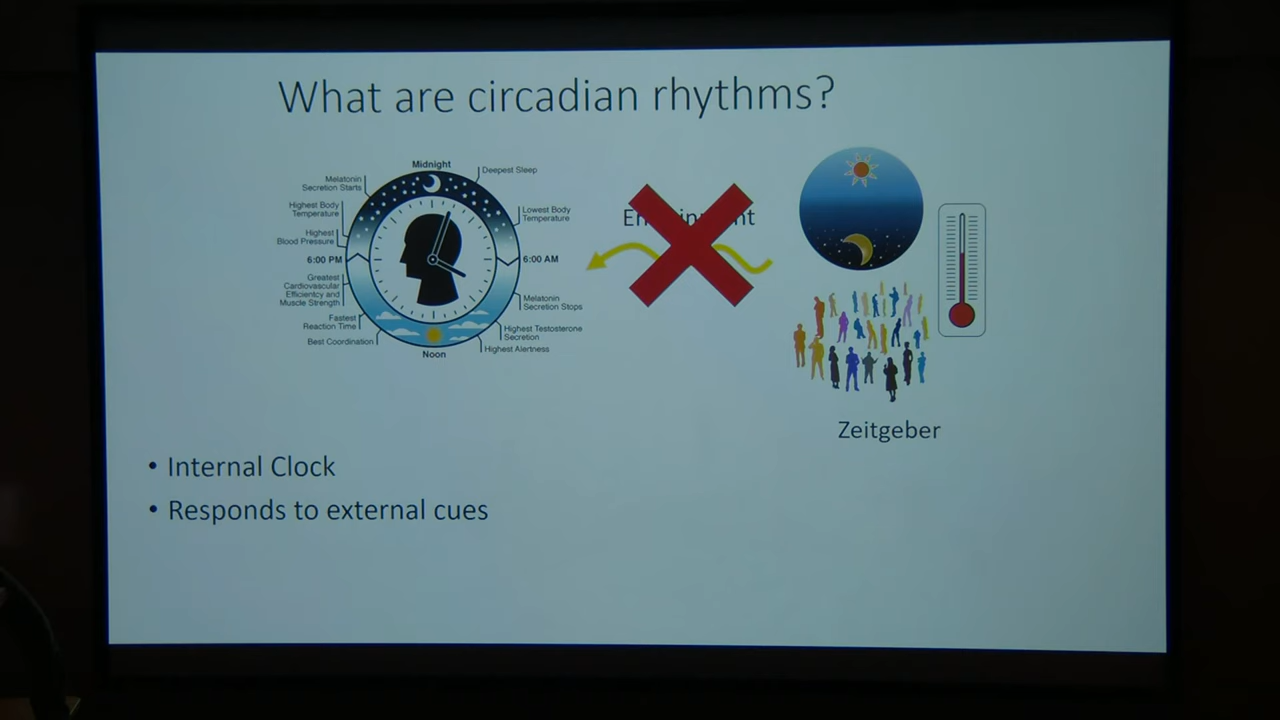 What are circadian rhythms?
Midnight
Deepest Sleep
Melatonin
Secretion Starts
Highest Body
Temperature
Lowest Body
Temperature
Highest
Blood Pressure
6:00 PM
6:00 AM
Greatest
Cardiovascular
Efficientcy and
Muscle Strength
Melatonin
Secretion Stops
Fastest
Reaction Time
Highest Testosterone
Secretion
Best Coordination
Highest Alertness
Noon
Zeitgeber
• Internal Clock
• Responds to external cues